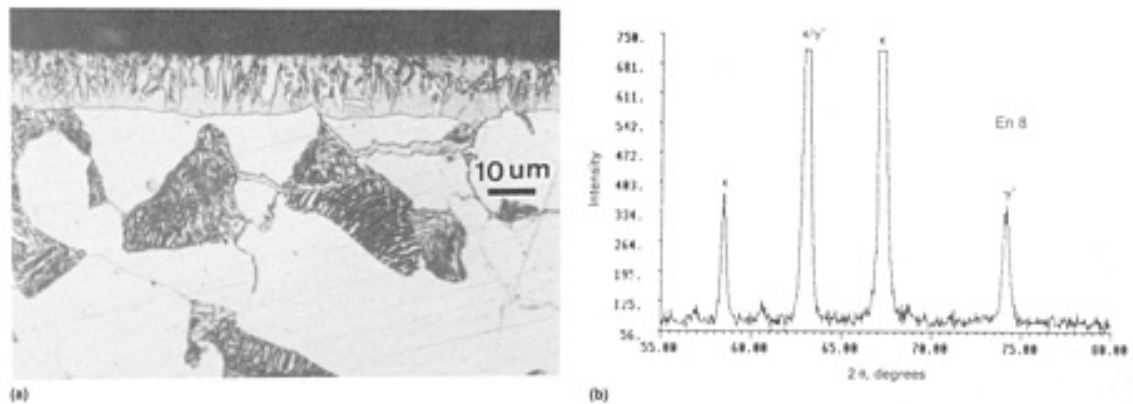 10 um
(a)
ε/γ'
ε
ε
γ'
En 8
Intensity
750.
681.
611.
542.
472.
403.
334.
264.
195.
125.
56.
55.00 60.00 65.00 70.00 75.00 80.00
2 θ, degrees
(b)